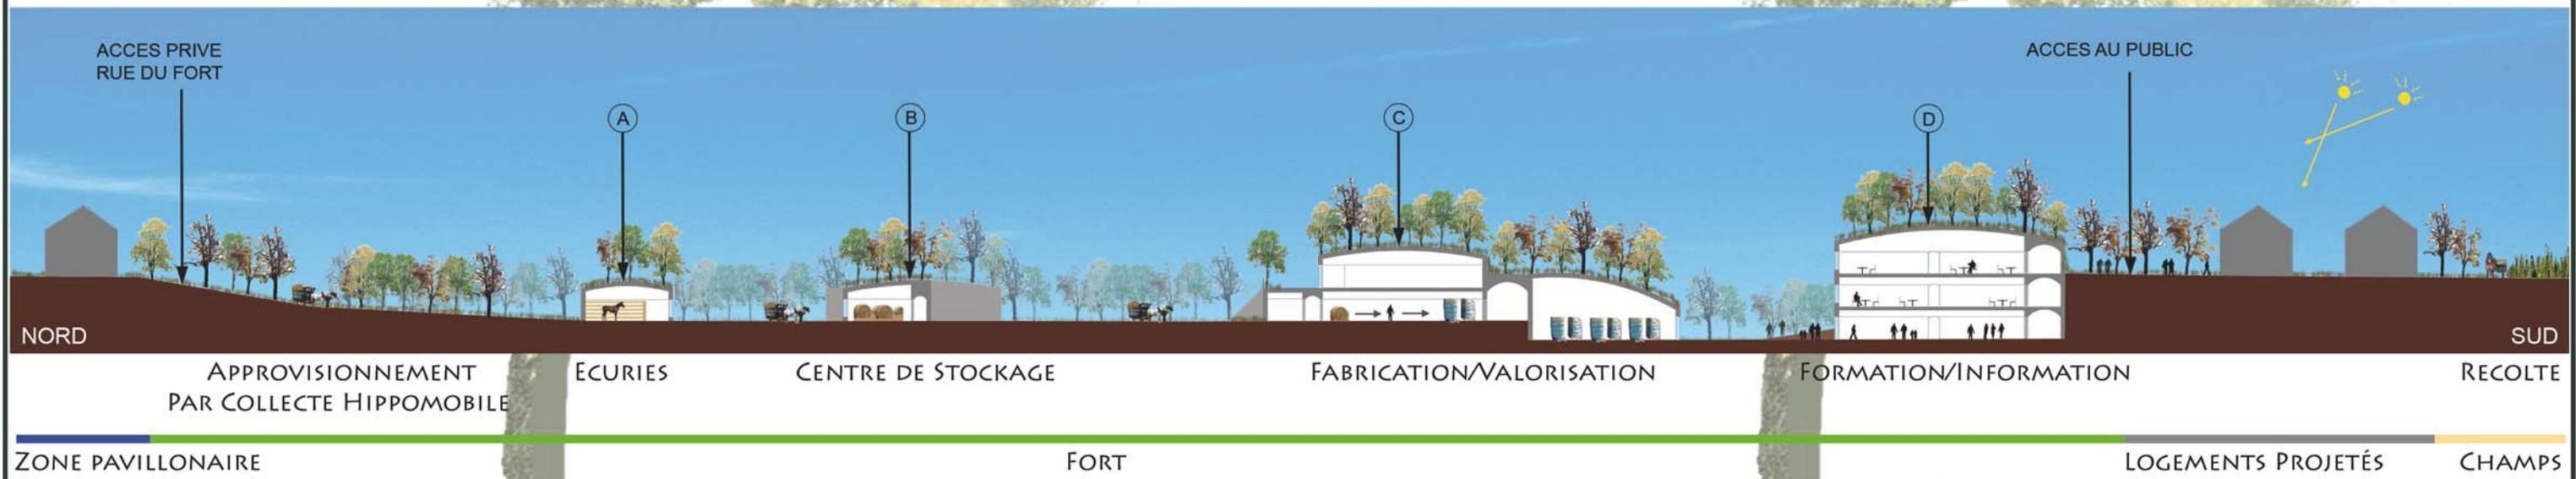 ACCES PRIVE
RUE DU FORT
ACCES AU PUBLIC
A
B
C
D
NORD
SUD
APPROVISIONNEMENT
PAR COLLECTE HIPPOMOBILE
ECURIES
CENTRE DE STOCKAGE
FABRICATION/VALORISATION
FORMATION/INFORMATION
RECOLTE
ZONE PAVILLONAIRE
FORT
LOGEMENTS PROJETÉS
CHAMPS